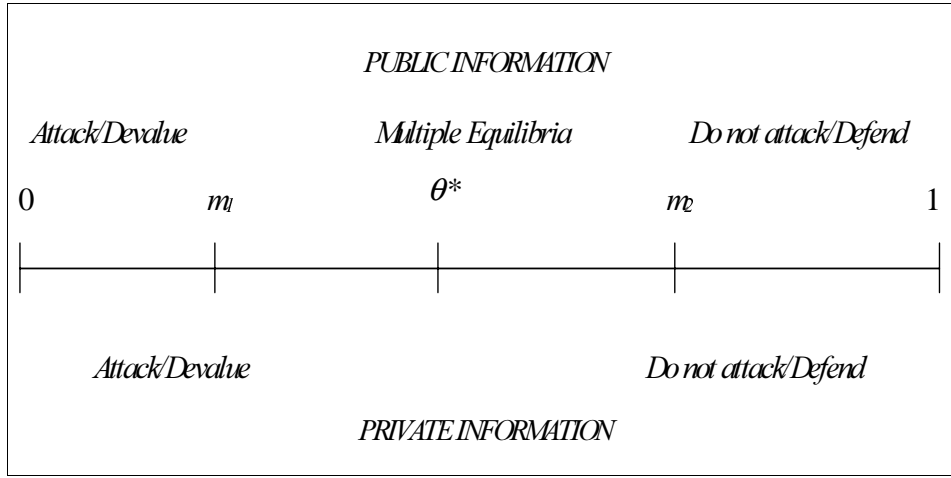 PUBLIC INFORMATION
Attack/Devalue Multiple Equilibria Do not attack/Defend
0 m₁ θ* m₂ 1
Attack/Devalue Do not attack/Defend
PRIVATE INFORMATION